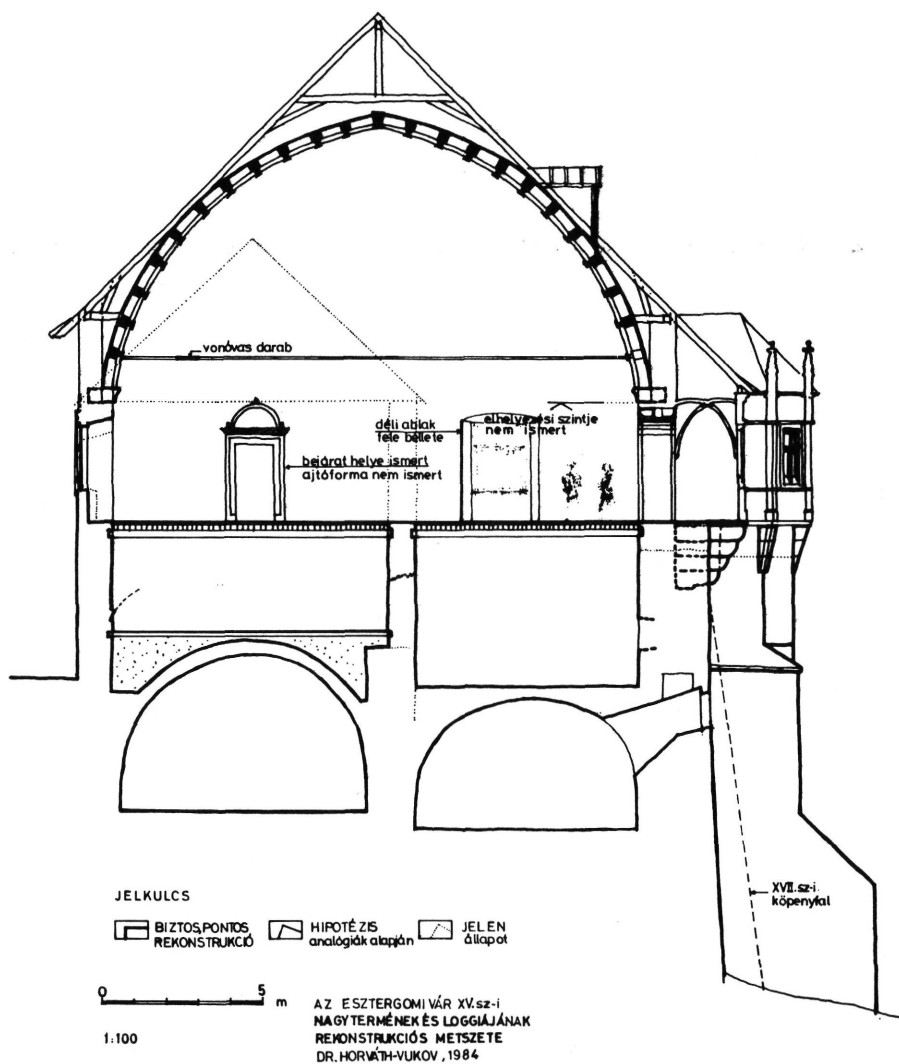 vonóvas darab
déli ablak
fele béllete
elhelyezési szintje
nem ismert
bejárat helye ismert
ajtóforma nem ismert
XVII.sz-i.
köpenyfal
JELKULCS
BIZTOS, PONTOS
REKONSTRUKCIÓ
HIPOTÉZIS
analógiák alapján
JELEN
állapot
0 5 m
1:100
AZ ESZTERGOMI VÁR XV.sz-i
NAGYTERMÉNEK ÉS LOGGIÁJÁNAK
REKONSTRUKCIÓS METSZETE
DR. HORVÁTH-VUKOV, 1984